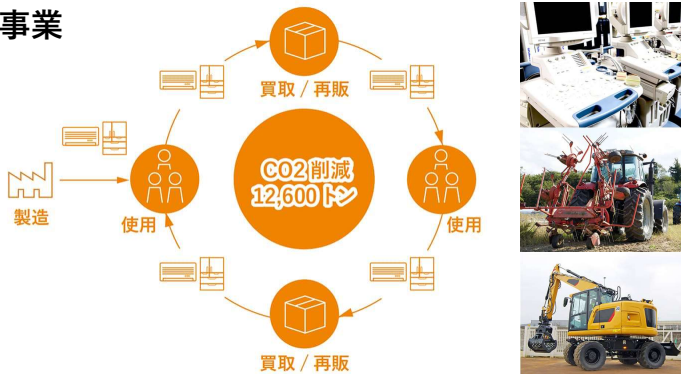 事業
買取 / 再販
CO2 削減
12,600 トン
製造
使用
使用
買取 / 再販